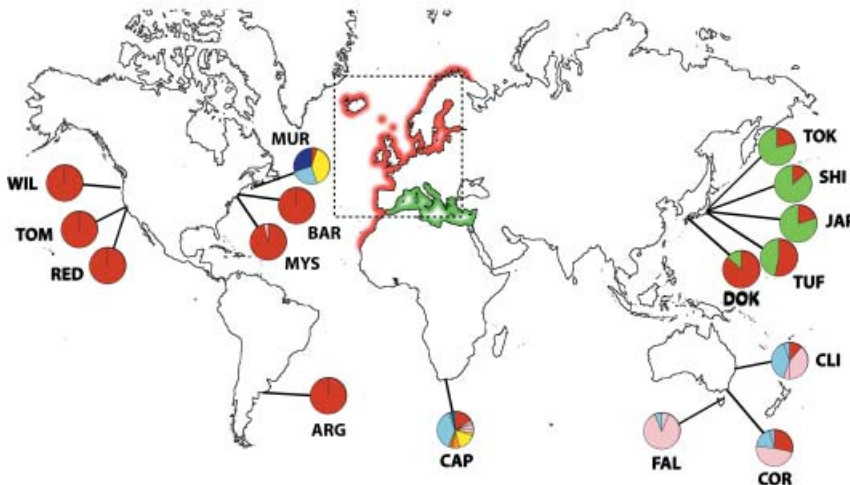 TOK
MUR
SHI
WIL
JAP
TOM
BAR
MYS
RED
TUF
DOK
CLI
ARG
CAP
FAL
COR